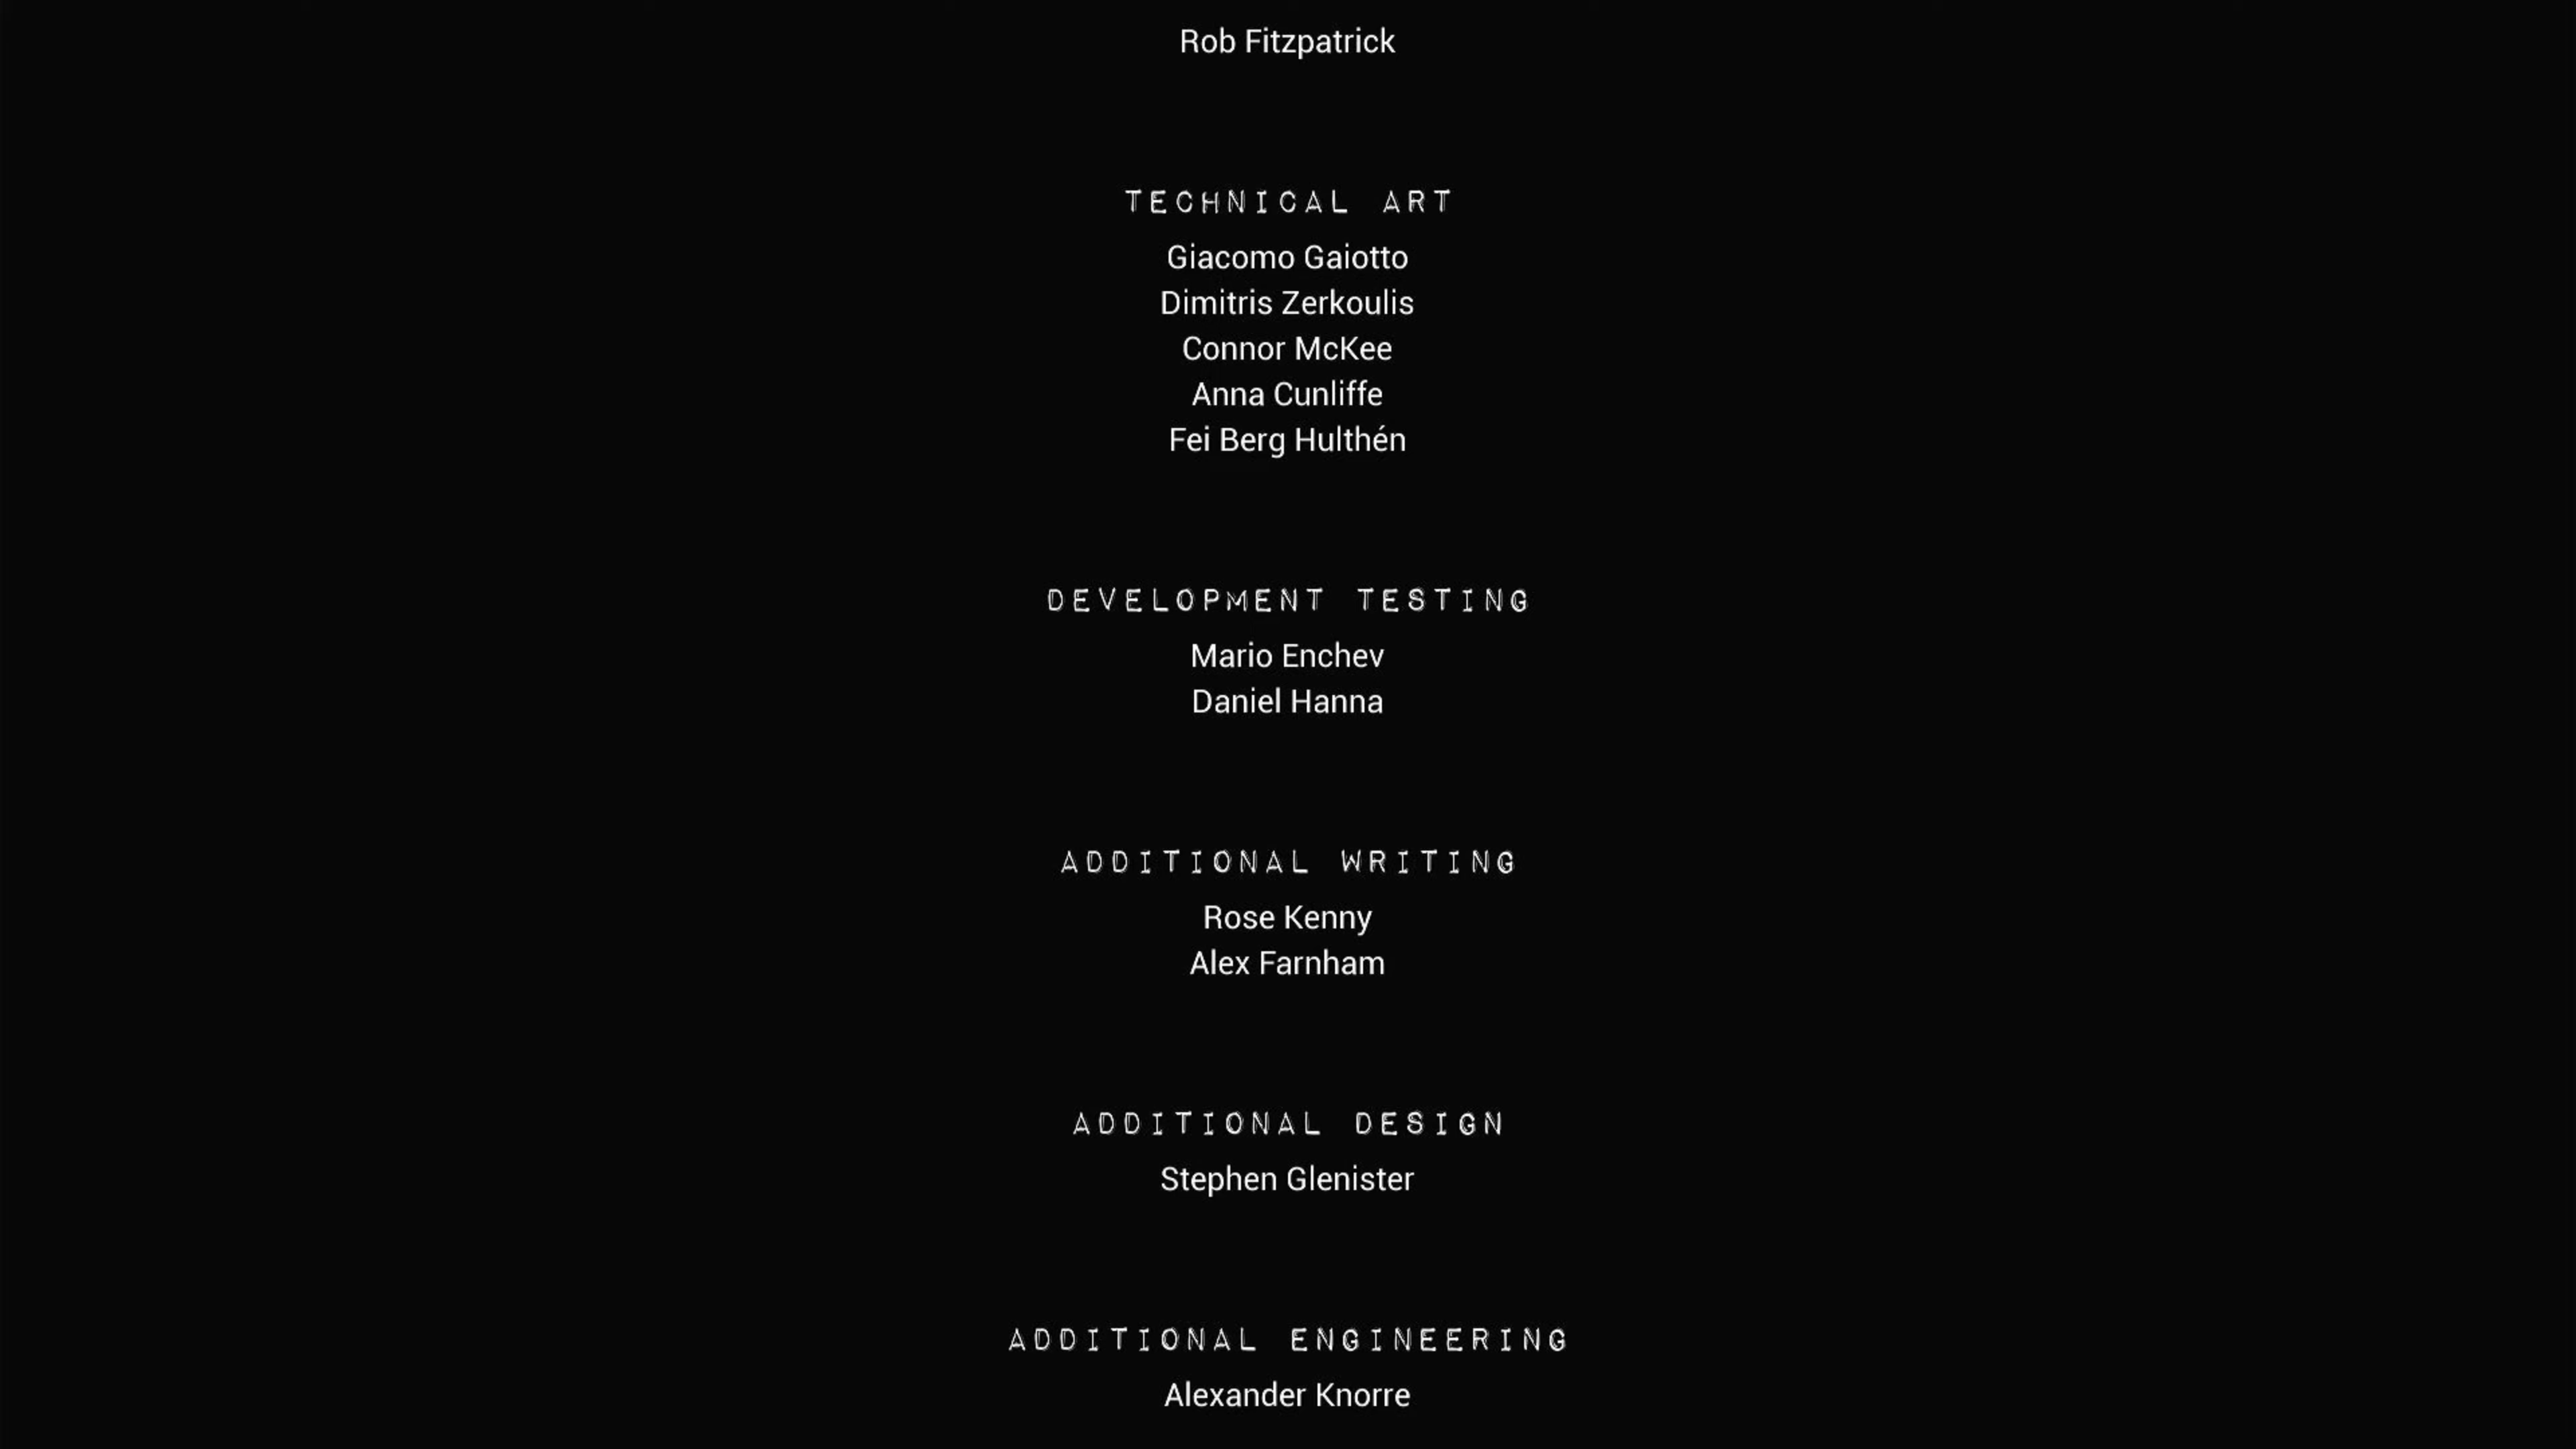 Rob Fitzpatrick
TECHNICAL ART
Giacomo Gaiotto
Dimitris Zerkoulis
Connor McKee
Anna Cunliffe
Fei Berg Hulthén
DEVELOPMENT TESTING
Mario Enchev
Daniel Hanna
ADDITIONAL WRITING
Rose Kenny
Alex Farnham
ADDITIONAL DESIGN
Stephen Glenister
ADDITIONAL ENGINEERING
Alexander Knorre